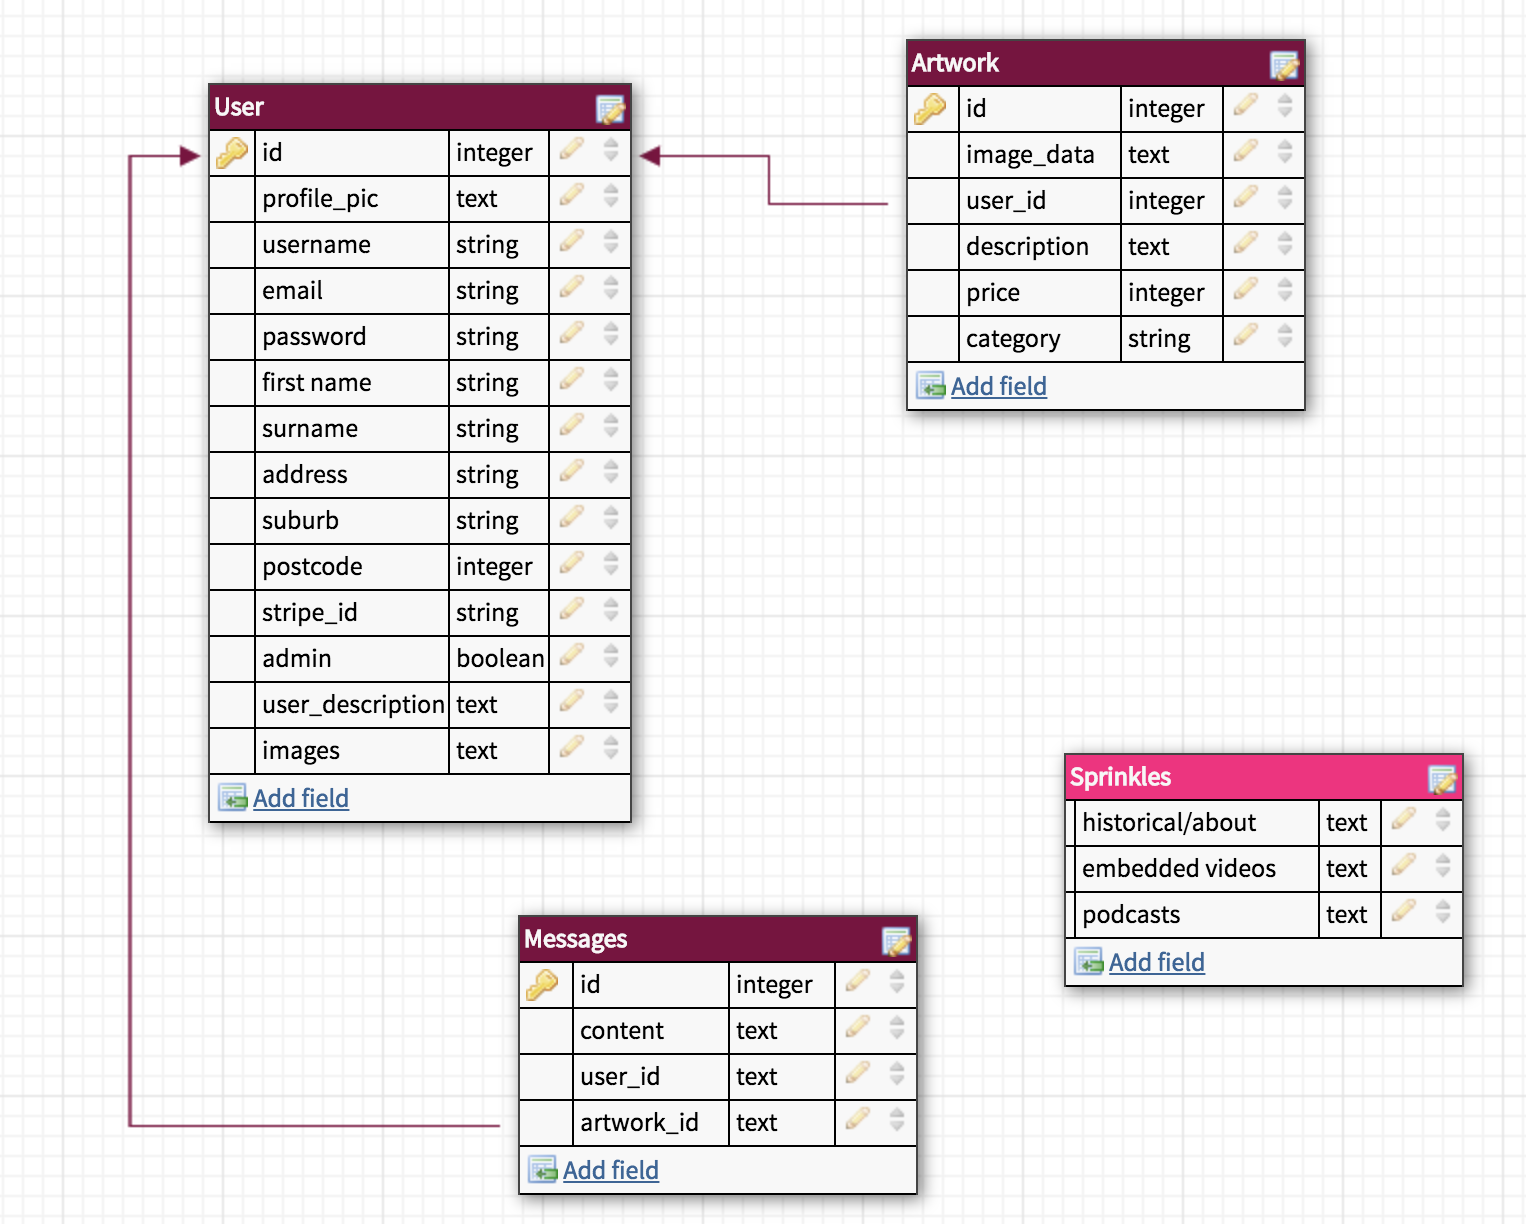 User
id integer
profile_pic text
username string
email string
password string
first name string
surname string
address string
suburb string
postcode integer
stripe_id string
admin boolean
user_description text
images text
Add field
Artwork
id integer
image_data text
user_id integer
description text
price integer
category string
Add field
Sprinkles
historical/about text
embedded videos text
podcasts text
Add field
Messages
id integer
content text
user_id text
artwork_id text
Add field